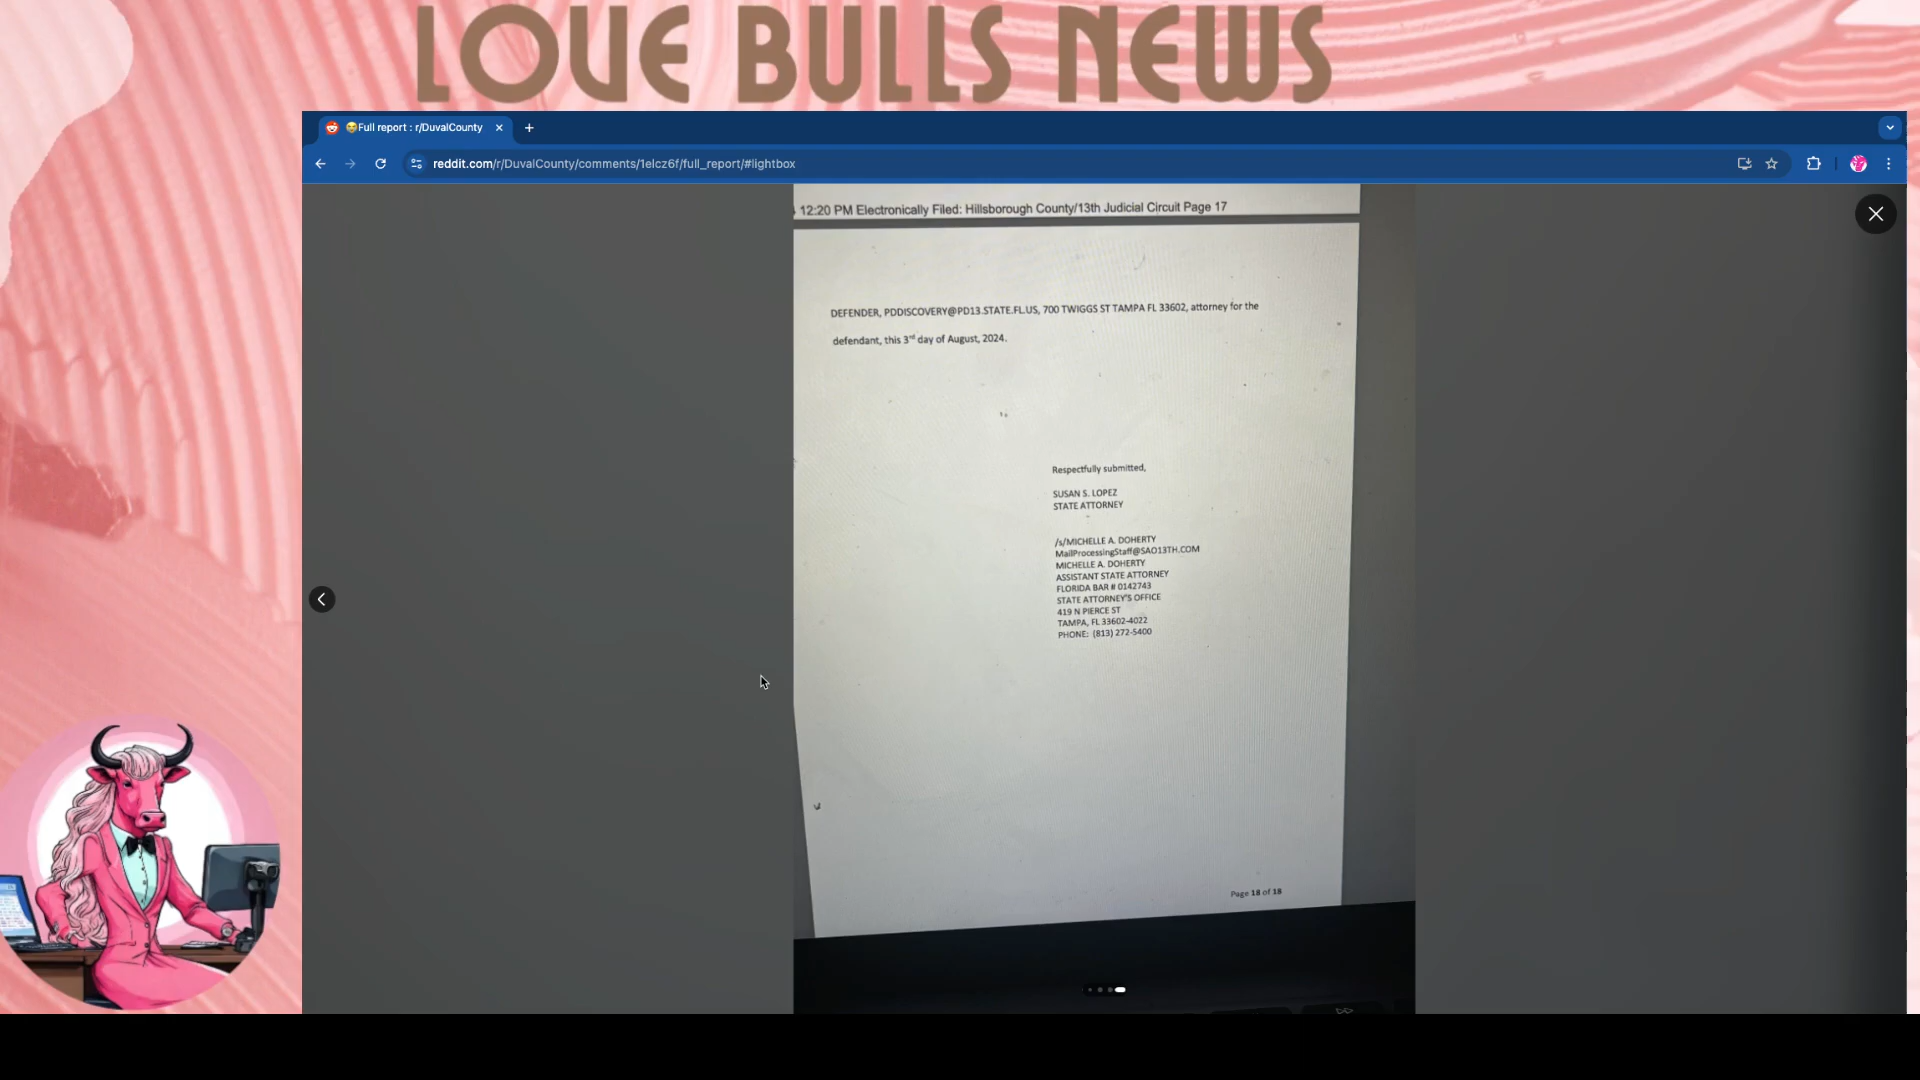 LOVE BULLS NEWS
Full report : r/DuvalCounty
reddit.com/r/DuvalCounty/comments/1elcz6f/full_report/#lightbox
12:20 PM Electronically Filed: Hillsborough County/13th Judicial Circuit Page 17
DEFENDER, PDDISCOVERY@PD13.STATE.FL.US, 700 TWIGGS ST TAMPA FL 33602, attorney for the
defendant, this 3rd day of August, 2024.
Respectfully submitted,
SUSAN S. LOPEZ
STATE ATTORNEY
/s/MICHELLE A. DOHERTY
MailProcessingStaff@SAO13TH.COM
MICHELLE A. DOHERTY
ASSISTANT STATE ATTORNEY
FLORIDA BAR # 0142743
STATE ATTORNEY'S OFFICE
419 N PIERCE ST
TAMPA, FL 33602-4022
PHONE: (813) 272-5400
Page 18 of 18